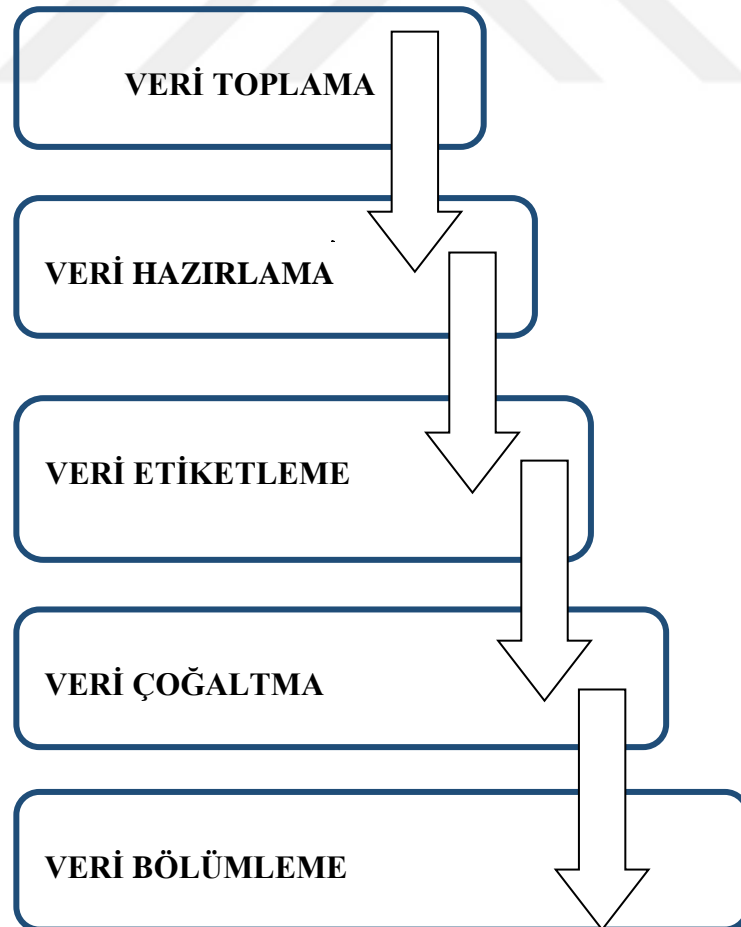 VERİ TOPLAMA
VERİ HAZIRLAMA
VERİ ETİKETLEME
VERİ ÇOĞALTMA
VERİ BÖLÜMLEME